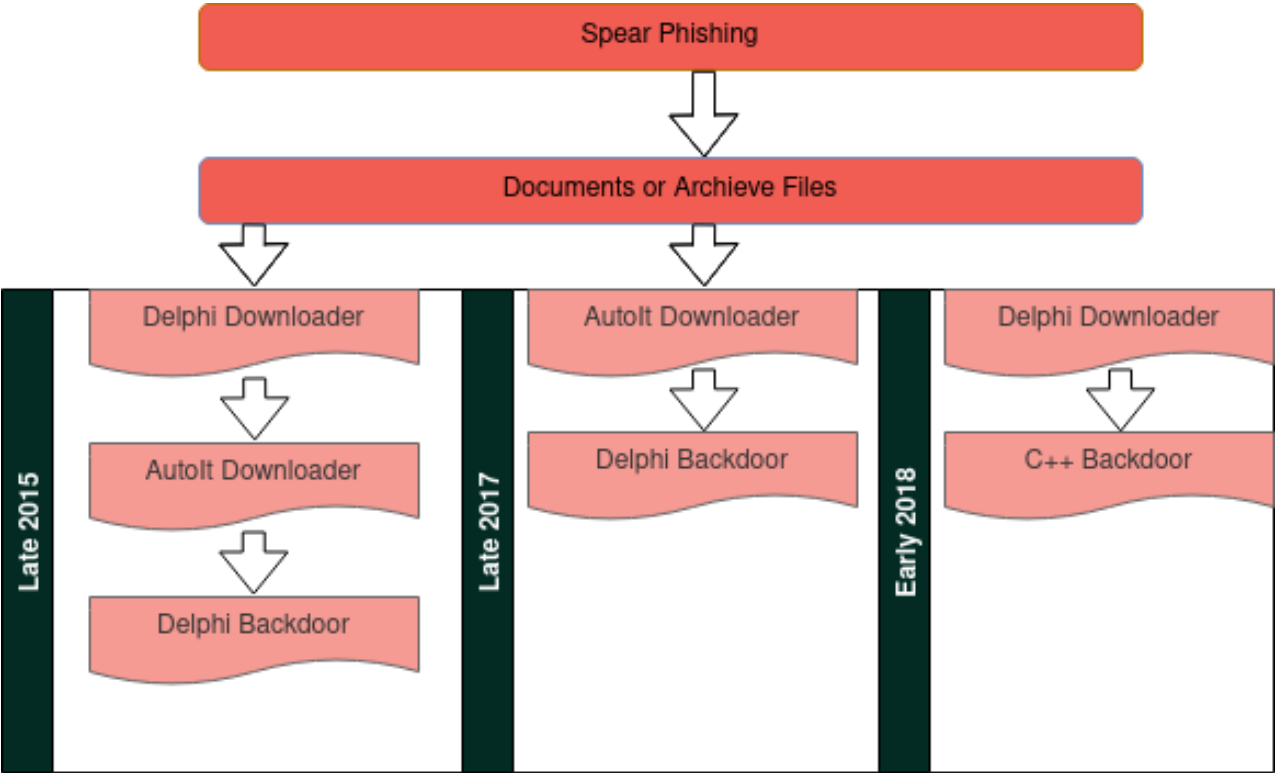 Spear Phishing
Documents or Archieve Files
Late 2015
Delphi Downloader
AutoIt Downloader
Delphi Backdoor
Late 2017
AutoIt Downloader
Delphi Backdoor
Early 2018
Delphi Downloader
C++ Backdoor